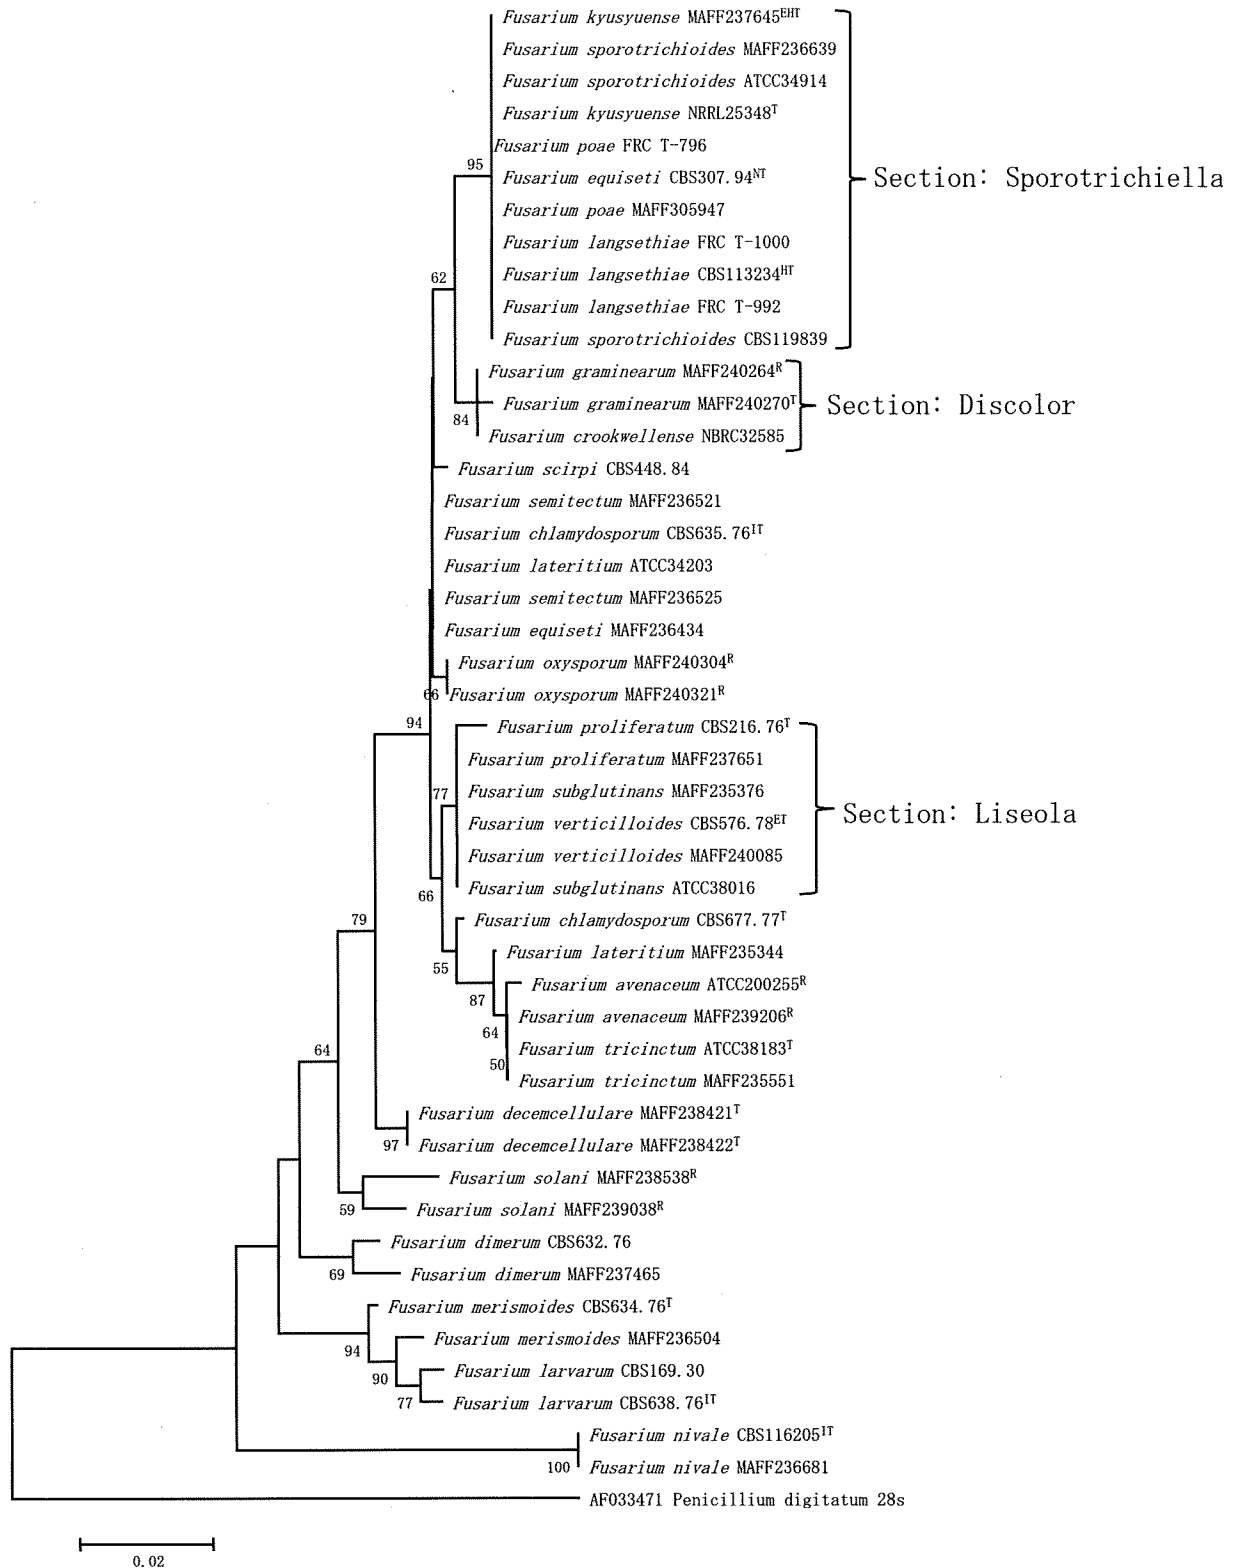 Fusarium kyusyuense MAFF237645EHT
Fusarium sporotrichioides MAFF236639
Fusarium sporotrichioides ATCC34914
Fusarium kyusyuense NRRL25348T
Fusarium poae FRC T-796
95
Fusarium equiseti CBS307.94NT
Section: Sporotrichiella
Fusarium poae MAFF305947
Fusarium langsethiae FRC T-1000
Fusarium langsethiae CBS113234HT
62
Fusarium langsethiae FRC T-992
Fusarium sporotrichioides CBS119839
Fusarium graminearum MAFF240264R
Fusarium graminearum MAFF240270T
Section: Discolor
84
Fusarium crookwellense NBRC32585
Fusarium scirpi CBS448.84
Fusarium semitectum MAFF236521
Fusarium chlamydosporum CBS635.76IT
Fusarium lateritium ATCC34203
Fusarium semitectum MAFF236525
Fusarium equiseti MAFF236434
Fusarium oxysporum MAFF240304R
66
Fusarium oxysporum MAFF240321R
94
Fusarium proliferatum CBS216.76T
Fusarium proliferatum MAFF237651
77
Fusarium subglutinans MAFF235376
Section: Liseola
Fusarium verticilloides CBS576.78ET
Fusarium verticilloides MAFF240085
Fusarium subglutinans ATCC38016
66
79
Fusarium chlamydosporum CBS677.77T
Fusarium lateritium MAFF235344
55
Fusarium avenaceum ATCC200255R
87
Fusarium avenaceum MAFF239206R
64
Fusarium tricinctum ATCC38183T
64
50
Fusarium tricinctum MAFF235551
Fusarium decemcellulare MAFF238421T
97
Fusarium decemcellulare MAFF238422T
Fusarium solani MAFF238538R
59
Fusarium solani MAFF239038R
Fusarium dimerum CBS632.76
69
Fusarium dimerum MAFF237465
Fusarium merismoides CBS634.76T
Fusarium merismoides MAFF236504
94
Fusarium larvarum CBS169.30
90
77
Fusarium larvarum CBS638.76IT
Fusarium nivale CBS116205IT
100
Fusarium nivale MAFF236681
AF033471 Penicillium digitatum 28s
0.02